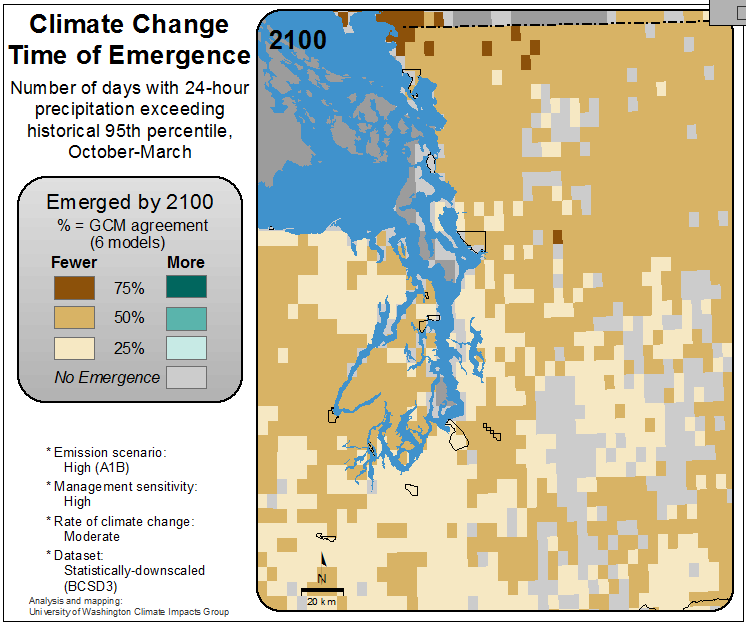 Climate Change
Time of Emergence
Number of days with 24-hour
precipitation exceeding
historical 95th percentile,
October-March
Emerged by 2100
% = GCM agreement
(6 models)
Fewer More
75%
50%
25%
No Emergence
* Emission scenario:
High (A1B)
* Management sensitivity:
High
* Rate of climate change:
Moderate
* Dataset:
Statistically-downscaled
(BCSD3)
Analysis and mapping:
University of Washington Climate Impacts Group
2100
N
20 km